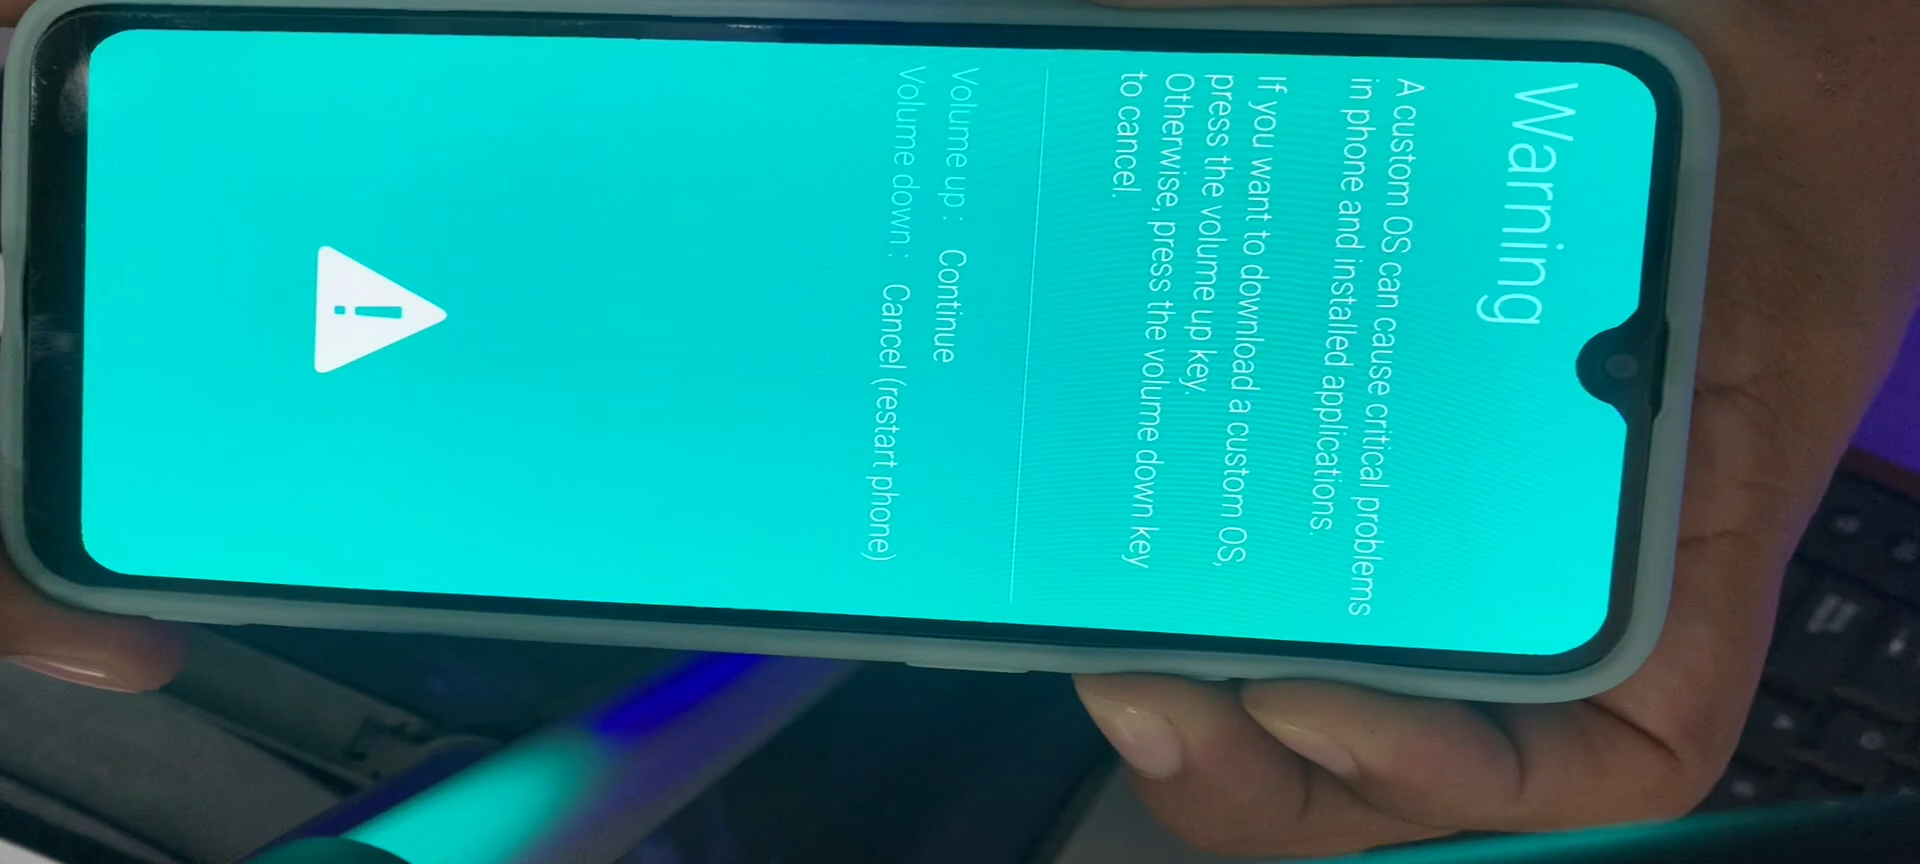 Warning
A custom OS can cause critical problems
in phone and installed applications.
If you want to download a custom OS,
press the volume up key.
Otherwise, press the volume down key
to cancel.
Volume up : Continue
Volume down : Cancel (restart phone)